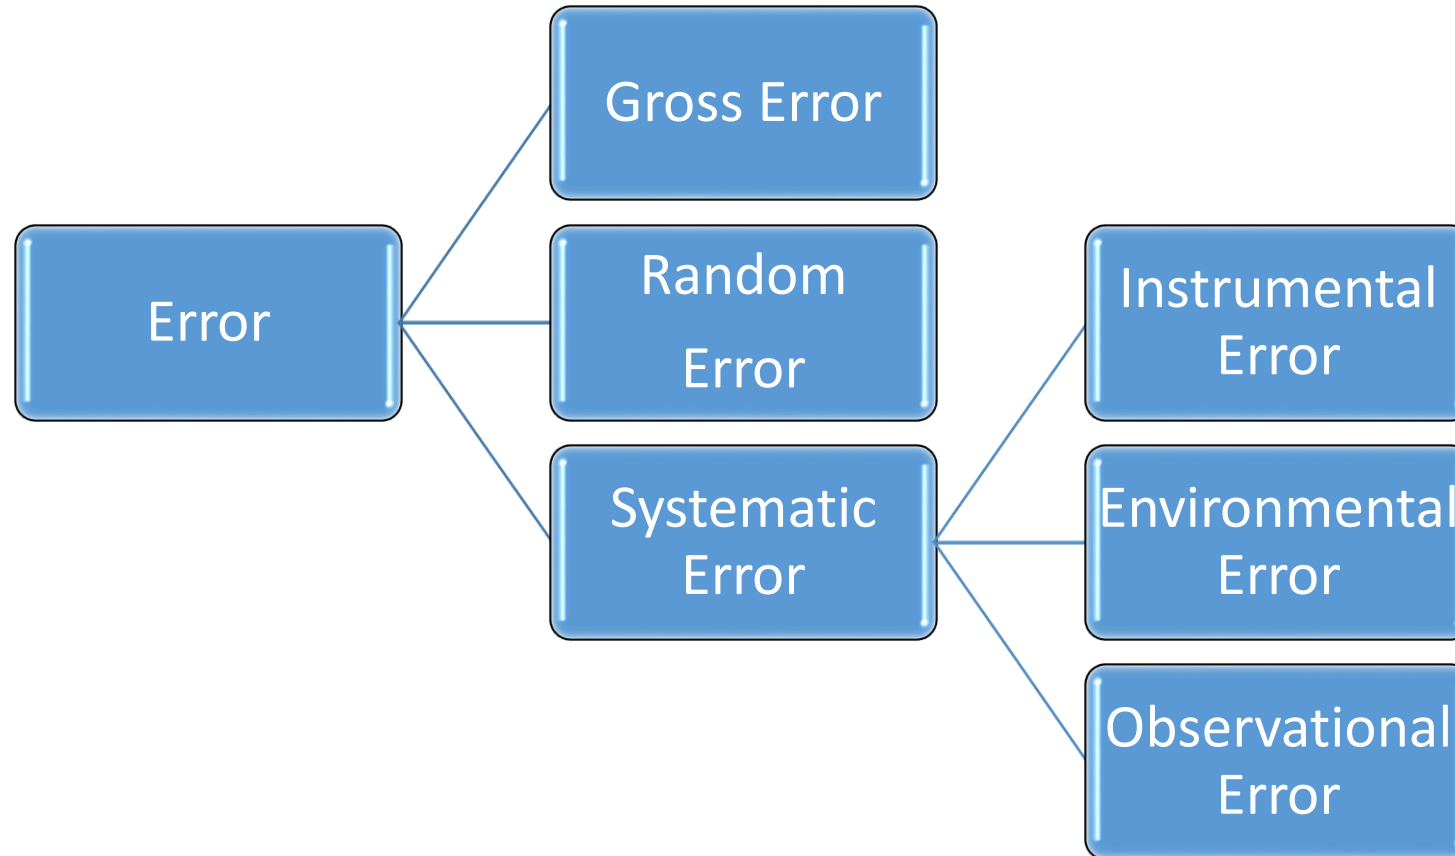 Error
Gross Error
Random
Error
Systematic
Error
Instrumental
Error
Environmental
Error
Observational
Error